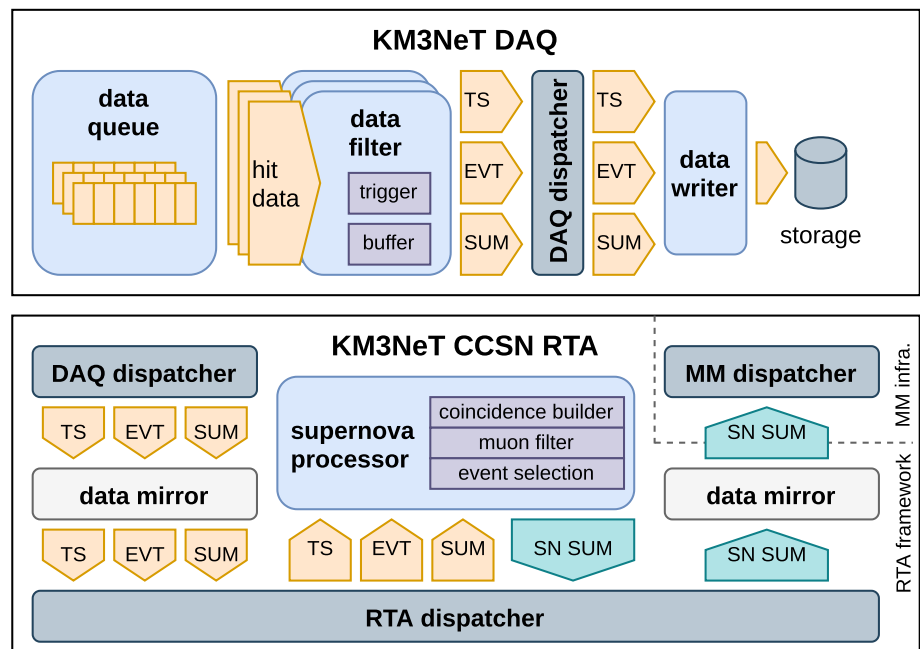 KM3NeT DAQ
data
queue
hit
data
data
filter
trigger
buffer
TS
EVT
SUM
DAQ dispatcher
TS
EVT
SUM
data
writer
storage
KM3NeT CCSN RTA
DAQ dispatcher
TS EVT SUM
data mirror
TS EVT SUM
supernova
processor
coincidence builder
muon filter
event selection
TS EVT SUM SN SUM
MM dispatcher
SN SUM
data mirror
SN SUM
MM infra.
RTA framework
RTA dispatcher